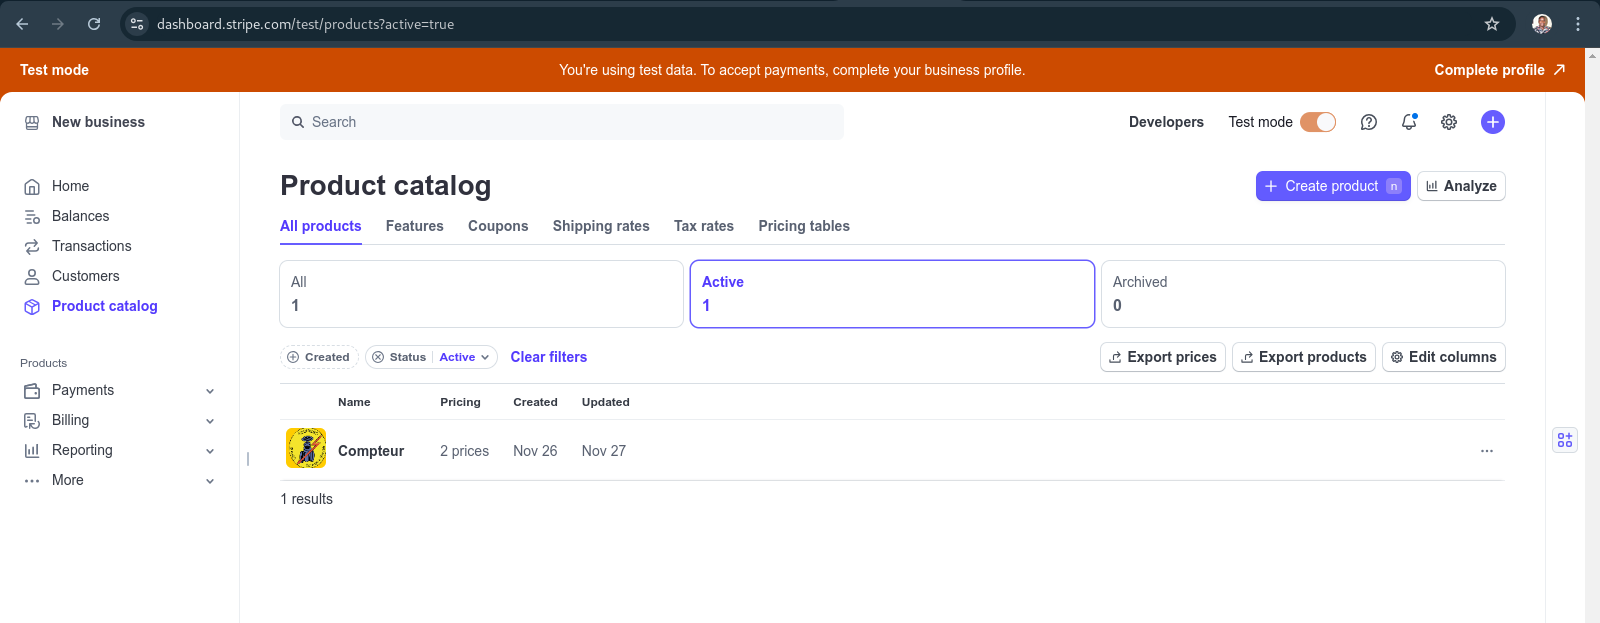 dashboard.stripe.com/test/products?active=true
Test mode
You're using test data. To accept payments, complete your business profile.
Complete profile
New business
Search
Developers
Test mode
Home
Balances
Transactions
Customers
Product catalog
Products
Payments
Billing
Reporting
More
Product catalog
Create product n
Analyze
All products
Features
Coupons
Shipping rates
Tax rates
Pricing tables
All
1
Active
1
Archived
0
Created
Status Active
Clear filters
Export prices
Export products
Edit columns
Name Pricing Created Updated
Compteur 2 prices Nov 26 Nov 27
1 results